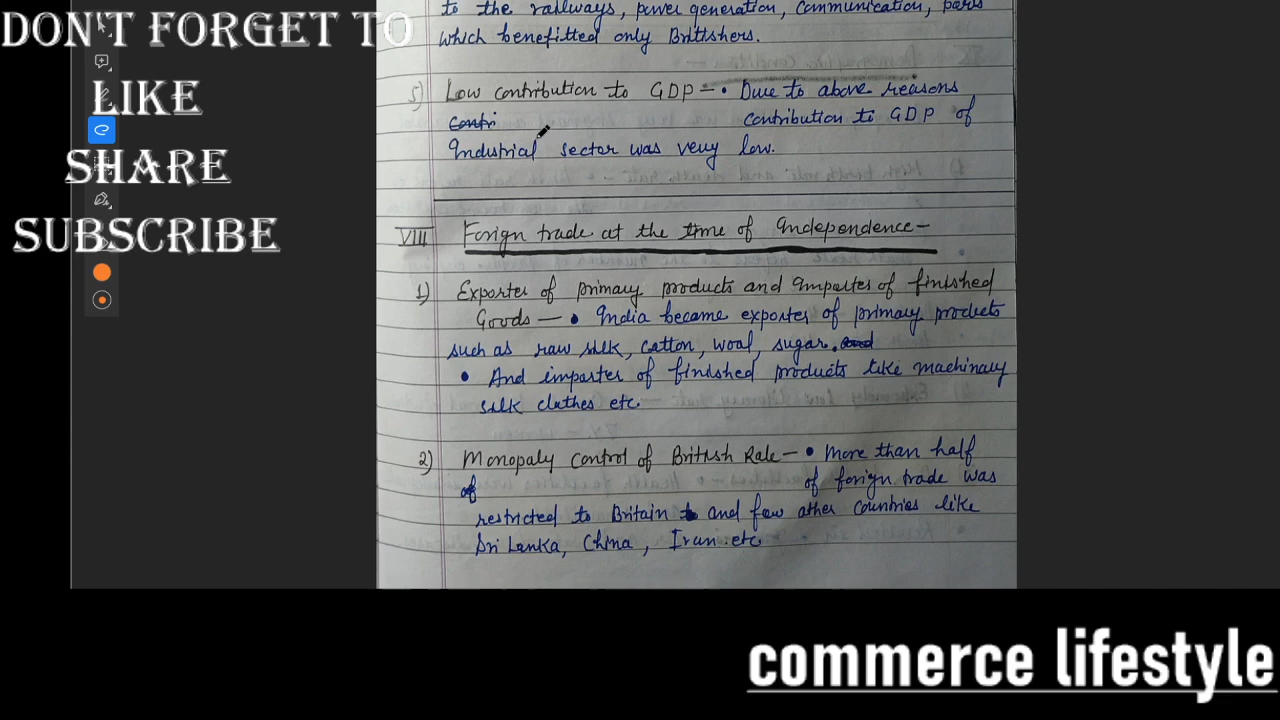 DON'T FORGET TO
LIKE
SHARE
SUBSCRIBE
to the railways, power generation, communication,
which benefitted only Brittishers.
5) Low contribution to GDP - • Due to above reasons
contribution to GDP of
Industrial sector was very low.
VIII Forign trade at the time of Independence -
1) Exporter of primary products and Importer of finished
Goods - • India became exporter of primary products
such as raw silk, cotton, wool, sugar.
• And importer of finished products like machinary
silk clothes etc.
2) Monopoly control of British Rule - • More than half
of forign trade was
restricted to Britain and few other countries like
Sri Lanka, China, Iran etc
commerce lifestyle